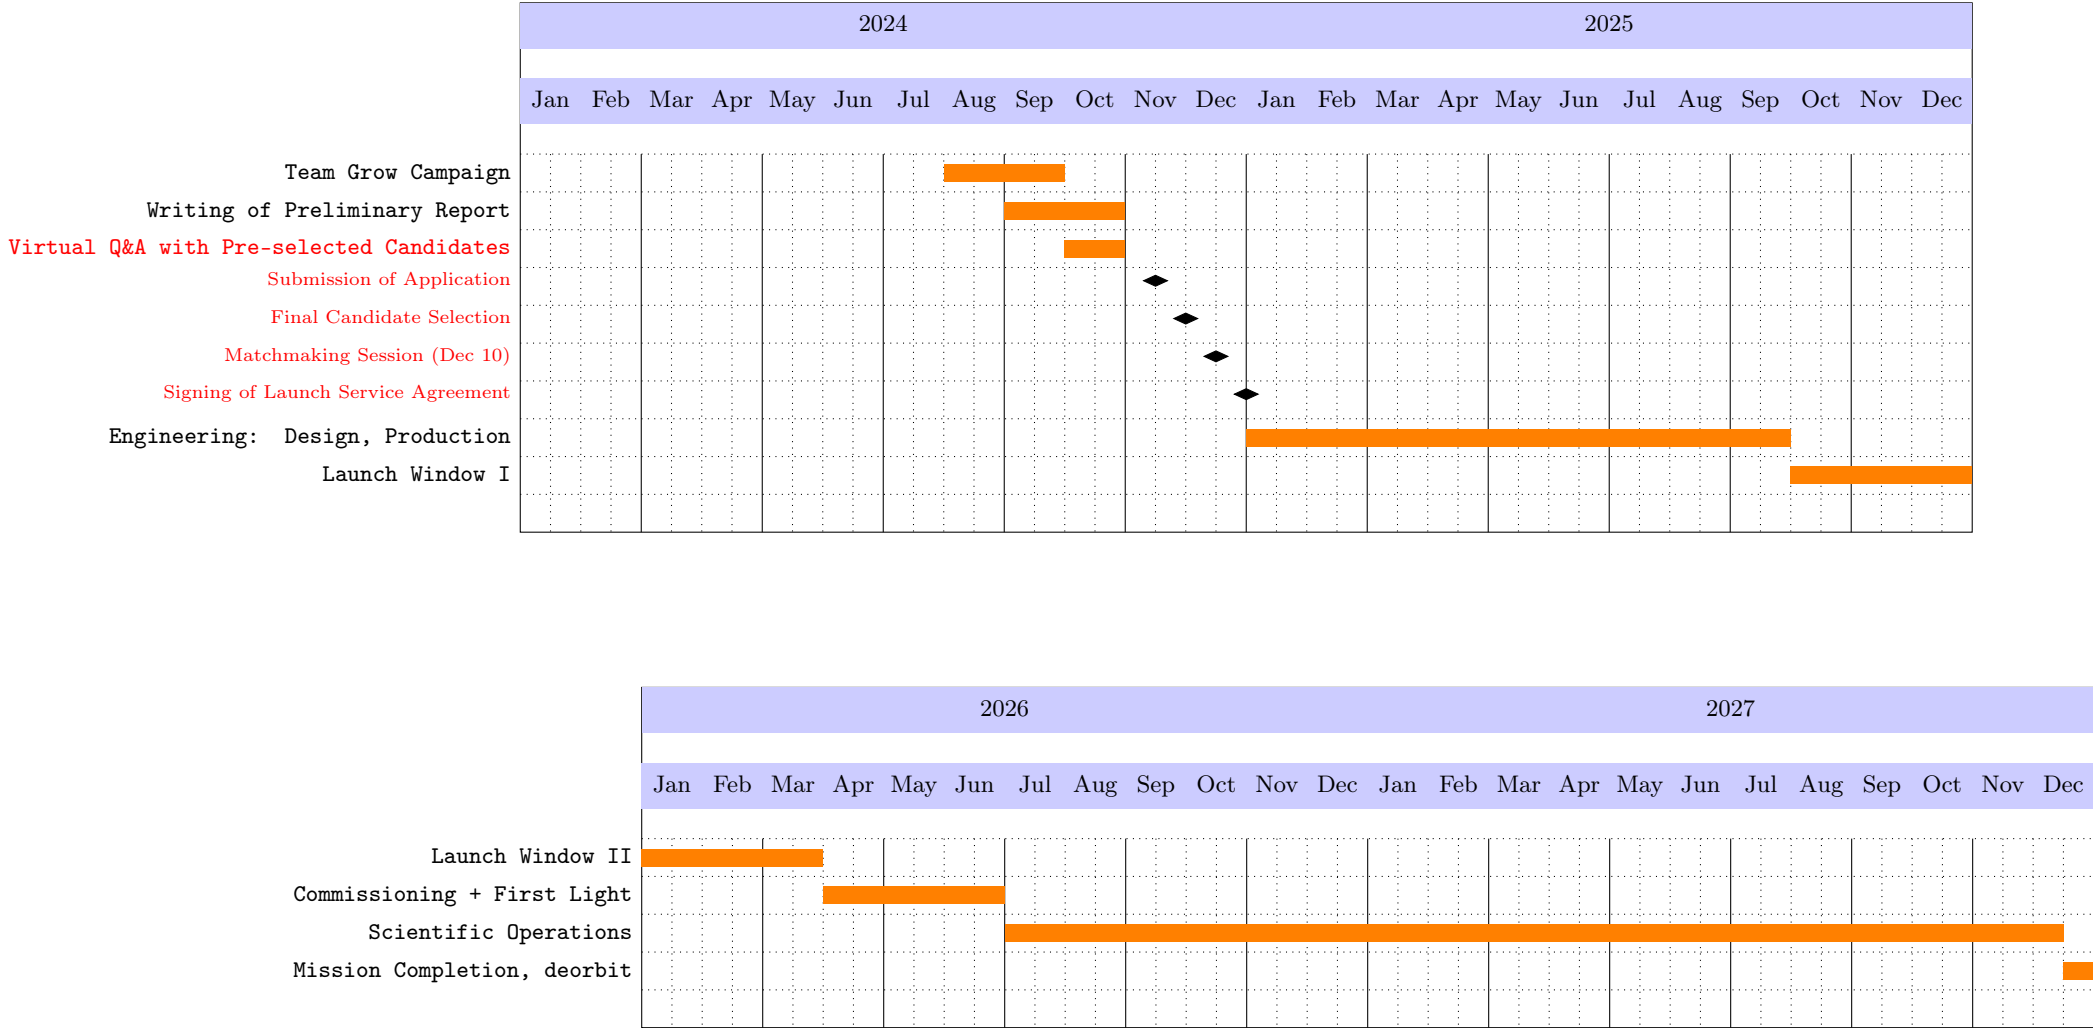 2024 2025
Jan Feb Mar Apr May Jun Jul Aug Sep Oct Nov Dec Jan Feb Mar Apr May Jun Jul Aug Sep Oct Nov Dec
Team Grow Campaign
Writing of Preliminary Report
Virtual Q&A with Pre-selected Candidates
Submission of Application
Final Candidate Selection
Matchmaking Session (Dec 10)
Signing of Launch Service Agreement
Engineering: Design, Production
Launch Window I
2026 2027
Jan Feb Mar Apr May Jun Jul Aug Sep Oct Nov Dec Jan Feb Mar Apr May Jun Jul Aug Sep Oct Nov Dec
Launch Window II
Commissioning + First Light
Scientific Operations
Mission Completion, deorbit